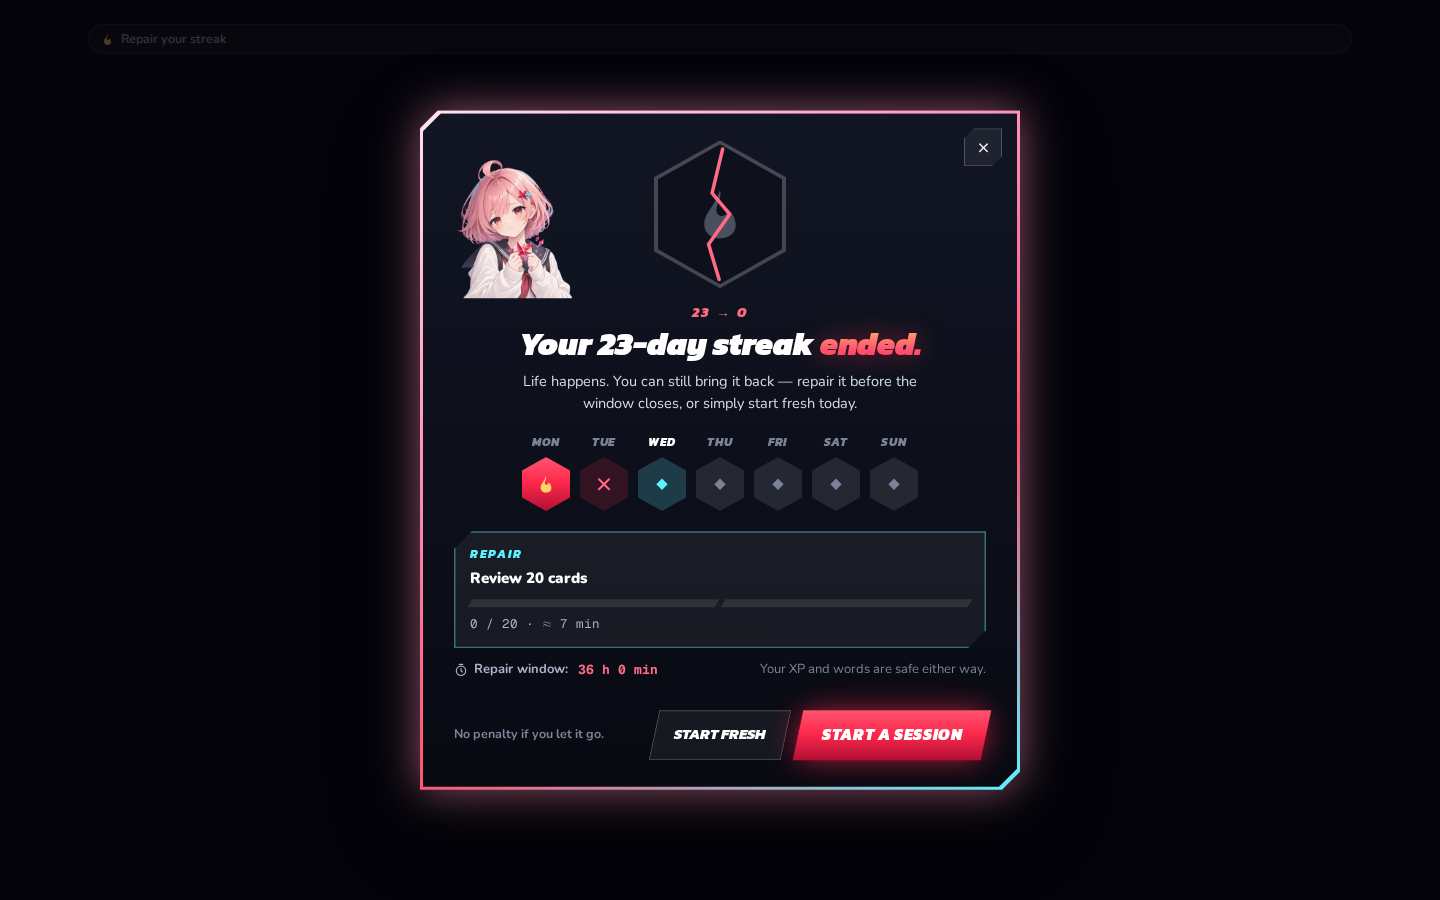 Repair your streak
23 → 0
Your 23-day streak ended.
Life happens. You can still bring it back — repair it before the
window closes, or simply start fresh today.
MON TUE WED THU FRI SAT SUN
REPAIR
Review 20 cards
0 / 20 · ≈ 7 min
Repair window: 36 h 0 min
Your XP and words are safe either way.
No penalty if you let it go.
START FRESH
START A SESSION